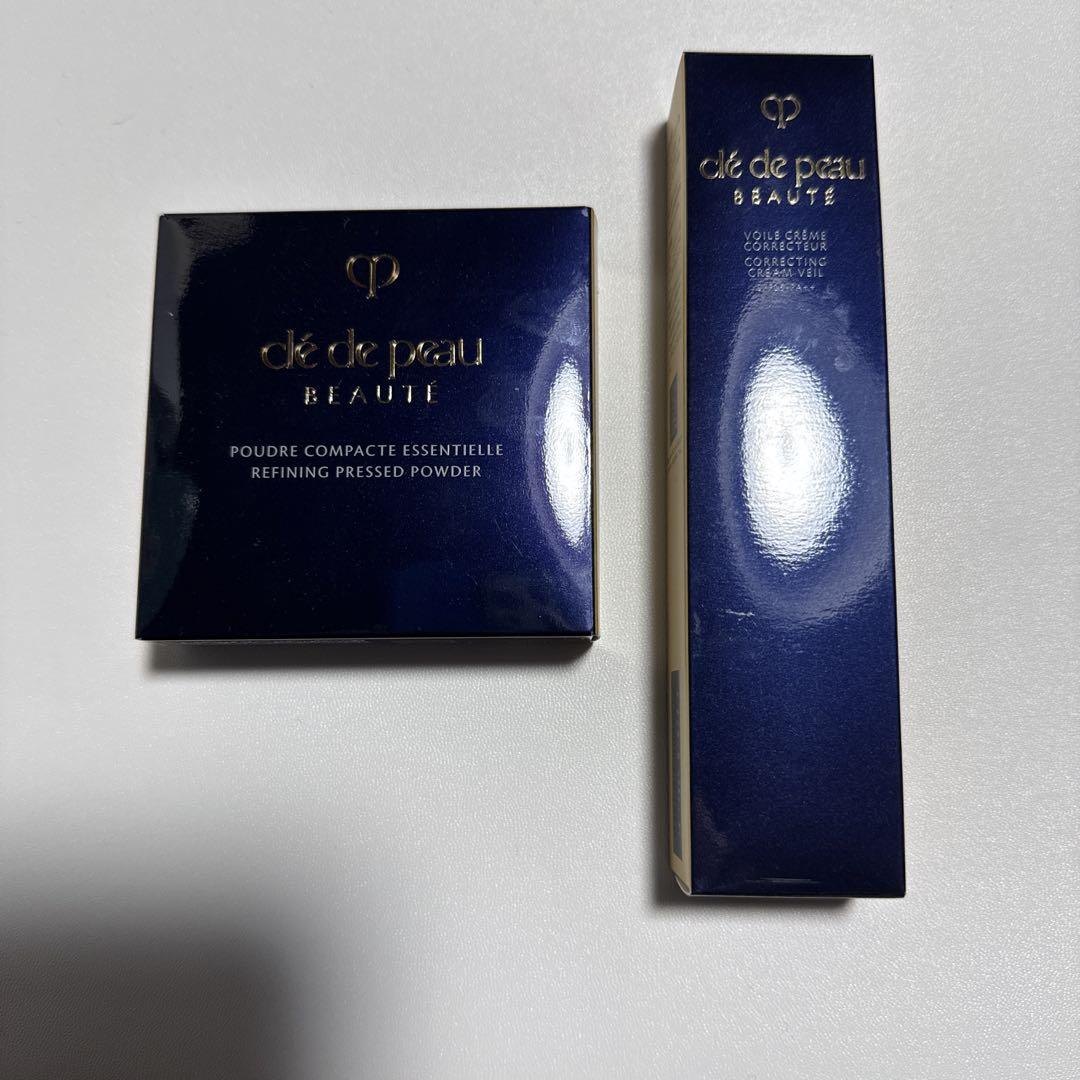 clé de peau
BEAUTÉ
POUDRE COMPACTE ESSENTIELLE
REFINING PRESSED POWDER
clé de peau
BEAUTÉ
VOILE CRÈME
CORRECTEUR
CORRECTING
CREAM VEIL